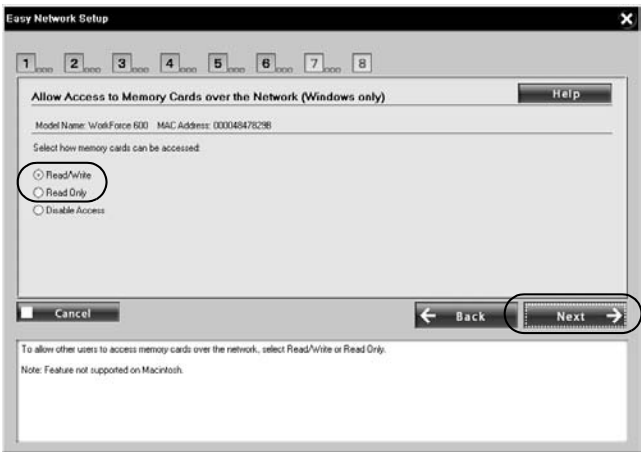 Easy Network Setup
1 2 3 4 5 6 7 8
Allow Access to Memory Cards over the Network (Windows only)
Help
Model Name: WorkForce 600 MAC Address: 00004847829B
Select how memory cards can be accessed:
Read/Write
Read Only
Disable Access
Cancel
Back
Next
To allow other users to access memory cards over the network, select Read/Write or Read Only.
Note: Feature not supported on Macintosh.